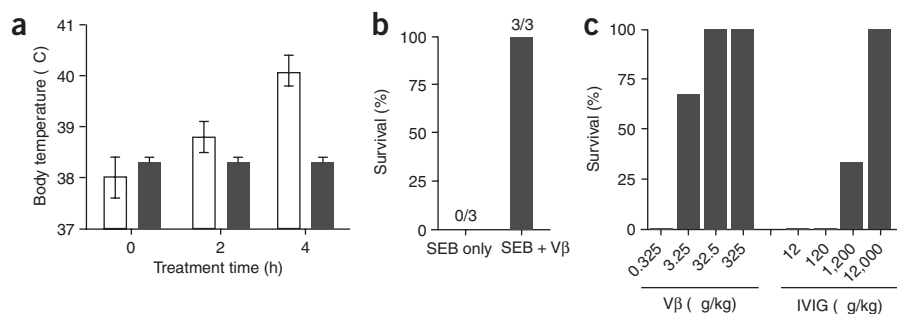 a
Body temperature ( C)
41
40
39
38
37
0
2
4
Treatment time (h)
b
Survival (%)
100
75
50
25
0
0/3
3/3
SEB only
SEB + Vβ
c
Survival (%)
100
75
50
25
0
0.325
3.25
32.5
325
12
120
1,200
12,000
Vβ ( g/kg)
IVIG ( g/kg)